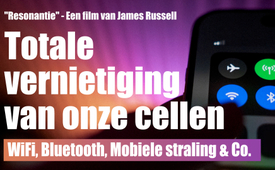 "Resonantie" - Een film van James Russell
Totale
vernietiging
van onze cellen
WiFi, Bluetooth, Mobiele straling & Co.